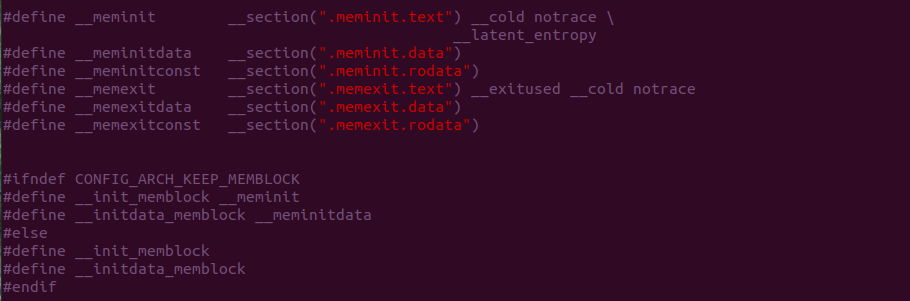 #define __meminit        __section(".meminit.text") __cold notrace \
                                                  __latent_entropy
#define __meminitdata    __section(".meminit.data")
#define __meminitconst   __section(".meminit.rodata")
#define __memexit        __section(".memexit.text") __exitused __cold notrace
#define __memexitdata    __section(".memexit.data")
#define __memexitconst   __section(".memexit.rodata")
#ifndef CONFIG_ARCH_KEEP_MEMBLOCK
#define __init_memblock __meminit
#define __initdata_memblock __meminitdata
#else
#define __init_memblock
#define __initdata_memblock
#endif